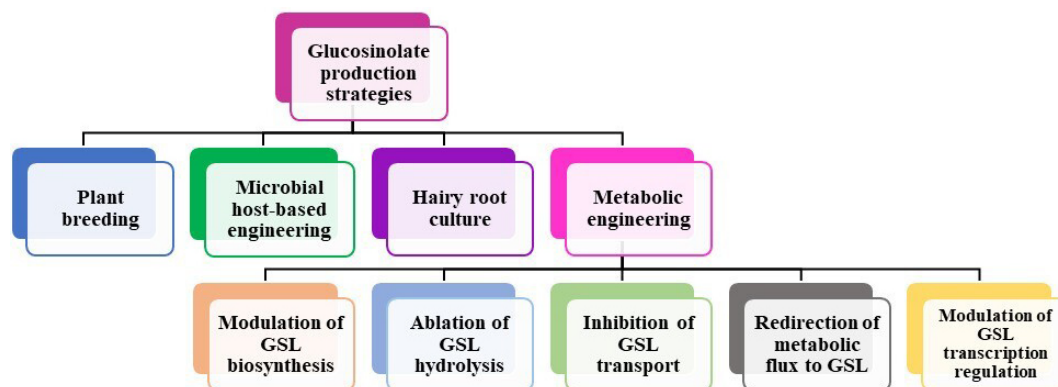 Glucosinolate
production
strategies
Plant
breeding
Microbial
host-based
engineering
Hairy root
culture
Metabolic
engineering
Modulation of
GSL
biosynthesis
Ablation of
GSL
hydrolysis
Inhibition of
GSL
transport
Redirection of
metabolic
flux to GSL
Modulation of
GSL
transcription
regulation